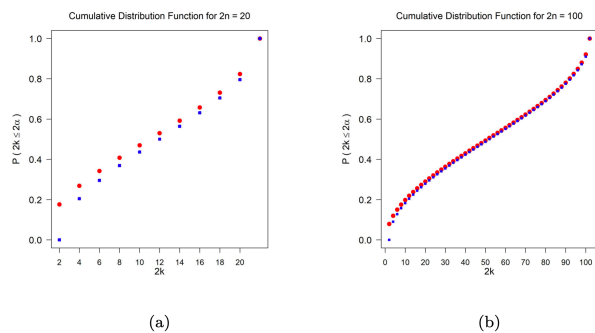 Cumulative Distribution Function for 2n = 20
P ( 2k ≤ 2α )
1.0
0.8
0.6
0.4
0.2
0.0
2 4 6 8 10 12 14 16 18 20
2k
(a)
Cumulative Distribution Function for 2n = 100
P ( 2k ≤ 2α )
1.0
0.8
0.6
0.4
0.2
0.0
0 10 20 30 40 50 60 70 80 90 100
2k
(b)